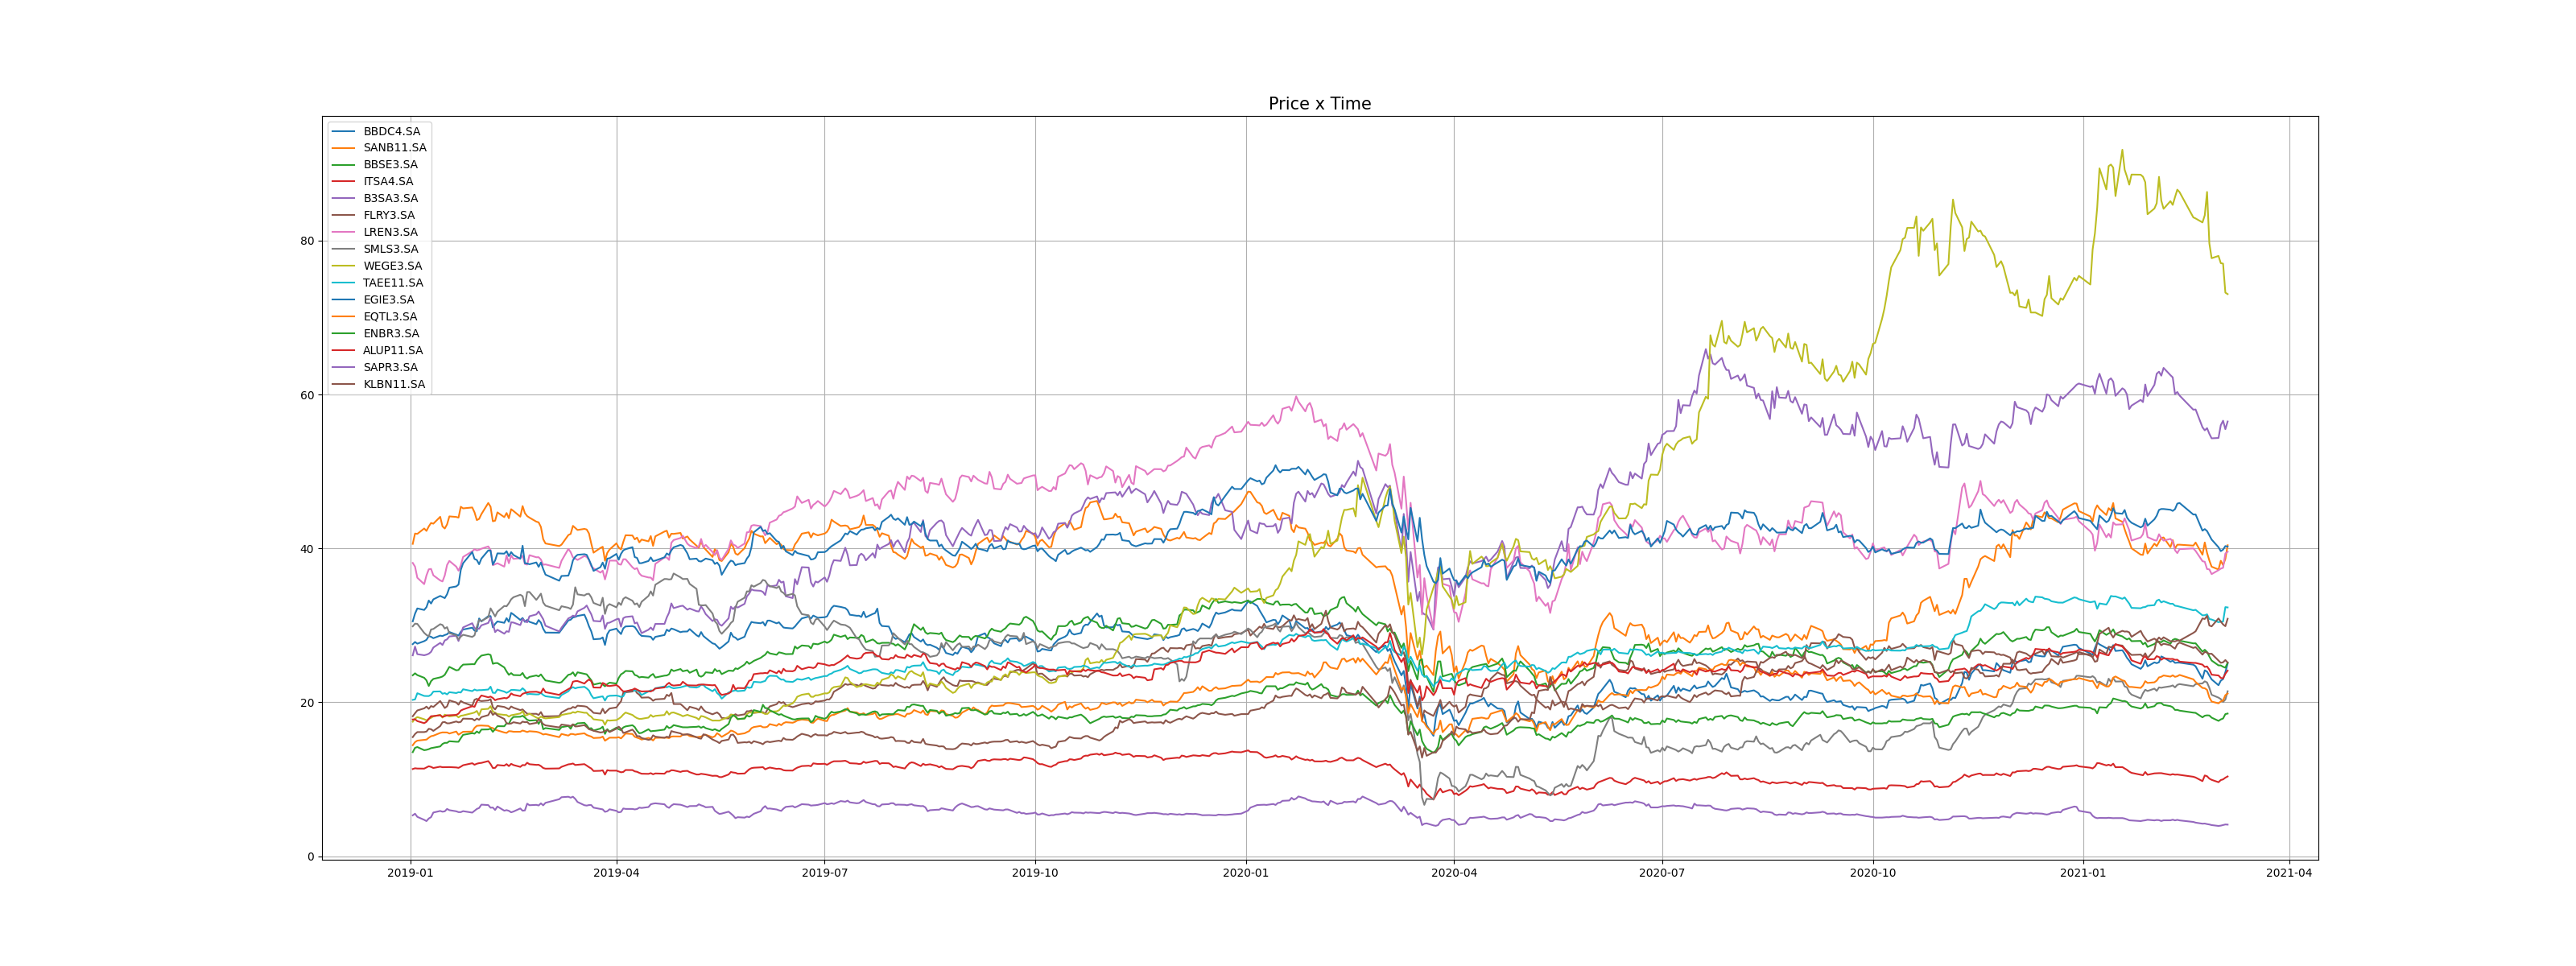 Price x Time
BBDC4.SA
SANB11.SA
BBSE3.SA
ITSA4.SA
B3SA3.SA
FLRY3.SA
LREN3.SA
SMLS3.SA
WEGE3.SA
TAEE11.SA
EGIE3.SA
EQTL3.SA
ENBR3.SA
ALUP11.SA
SAPR3.SA
KLBN11.SA
80
60
40
20
0
2019-01 2019-04 2019-07 2019-10 2020-01 2020-04 2020-07 2020-10 2021-01 2021-04